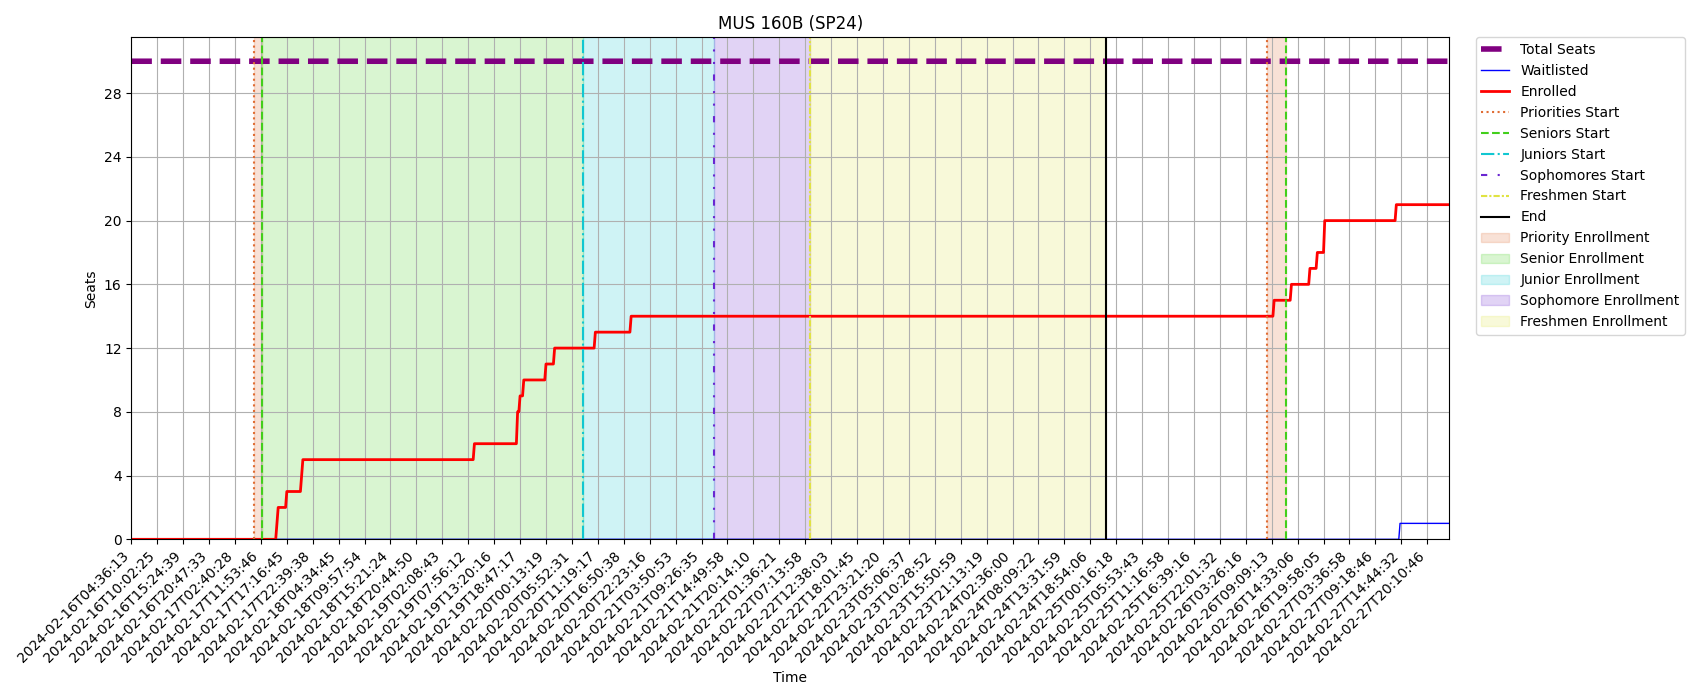 MUS 160B (SP24)
Seats
28
24
20
16
12
8
4
0
2024-02-16T04:36:13
2024-02-16T10:02:25
2024-02-16T15:24:39
2024-02-16T20:47:33
2024-02-17T02:40:28
2024-02-17T11:53:46
2024-02-17T17:16:45
2024-02-17T22:39:38
2024-02-18T04:34:45
2024-02-18T09:57:54
2024-02-18T15:21:24
2024-02-18T20:44:50
2024-02-19T02:08:43
2024-02-19T07:56:12
2024-02-19T13:20:16
2024-02-19T18:47:17
2024-02-20T00:13:19
2024-02-20T05:52:31
2024-02-20T11:19:17
2024-02-20T16:50:38
2024-02-20T22:23:16
2024-02-21T03:50:53
2024-02-21T09:26:35
2024-02-21T14:49:58
2024-02-21T20:14:10
2024-02-22T01:36:21
2024-02-22T07:13:58
2024-02-22T12:38:03
2024-02-22T18:01:45
2024-02-22T23:21:20
2024-02-23T05:06:37
2024-02-23T10:28:52
2024-02-23T15:50:59
2024-02-23T21:13:19
2024-02-24T02:36:00
2024-02-24T08:09:22
2024-02-24T13:31:59
2024-02-24T18:54:06
2024-02-25T00:16:18
2024-02-25T05:53:43
2024-02-25T11:16:58
2024-02-25T16:39:16
2024-02-25T22:01:32
2024-02-26T03:26:16
2024-02-26T09:09:13
2024-02-26T14:33:06
2024-02-26T19:58:05
2024-02-27T03:36:58
2024-02-27T09:18:46
2024-02-27T14:44:32
2024-02-27T20:10:46
Time
Total Seats
Waitlisted
Enrolled
Priorities Start
Seniors Start
Juniors Start
Sophomores Start
Freshmen Start
End
Priority Enrollment
Senior Enrollment
Junior Enrollment
Sophomore Enrollment
Freshmen Enrollment